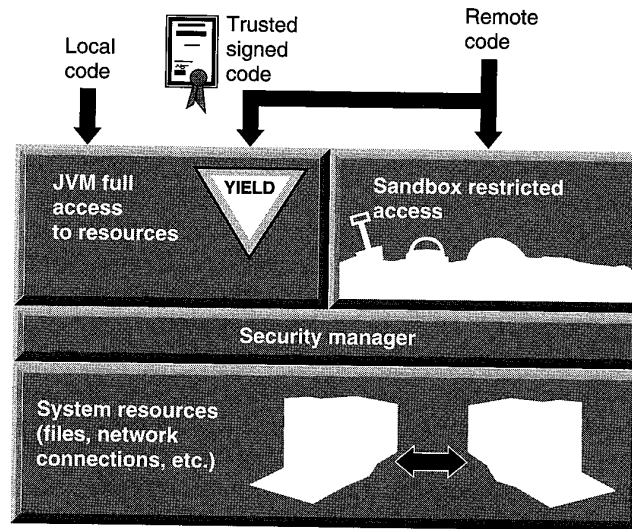 Local
code
Trusted
signed
code
Remote
code
JVM full
access
to resources
YIELD
Sandbox restricted
access
Security manager
System resources
(files, network
connections, etc.)